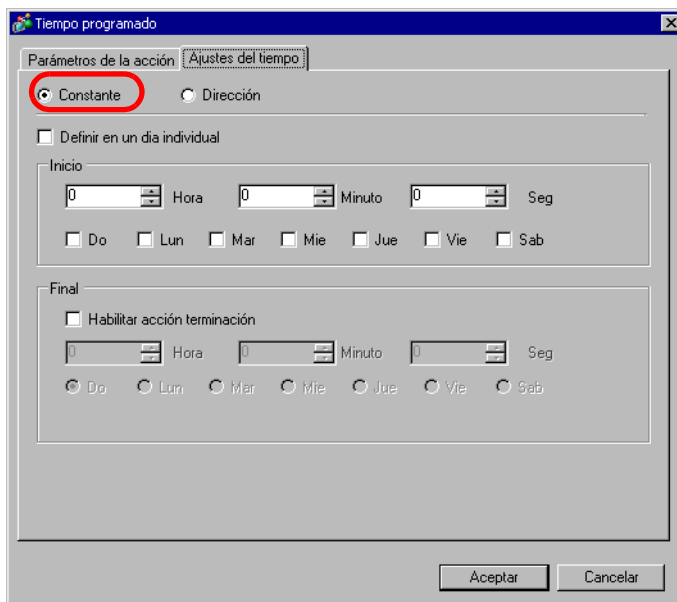 Tiempo programado
Parámetros de la acción Ajustes del tiempo
Constante Dirección
Definir en un dia individual
Inicio
0 Hora 0 Minuto 0 Seg
Do Lun Mar Mie Jue Vie Sab
Final
Habilitar acción terminación
0 Hora 0 Minuto 0 Seg
Do Lun Mar Mie Jue Vie Sab
Aceptar Cancelar